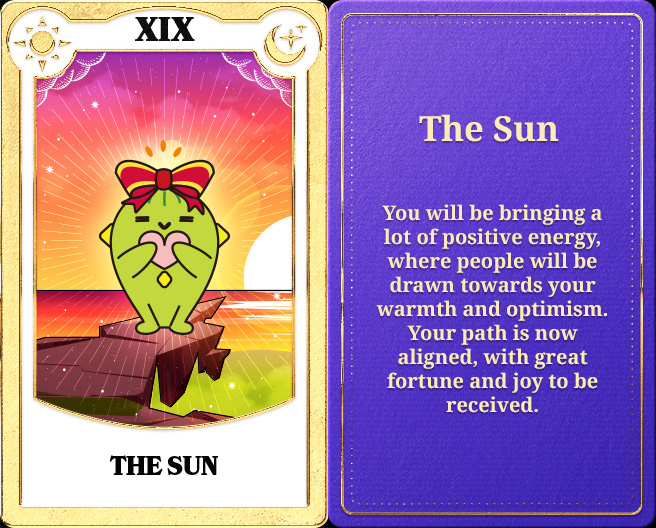 XIX
THE SUN
The Sun
You will be bringing a
lot of positive energy,
where people will be
drawn towards your
warmth and optimism.
Your path is now
aligned, with great
fortune and joy to be
received.